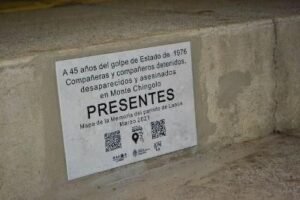 A 45 años del golpe de Estado de 1976
Compañeras y compañeros detenidos,
desaparecidos y asesinados
en Monte Chingolo
PRESENTES
Mapa de la Memoria del partido de Lanús
Marzo 2021